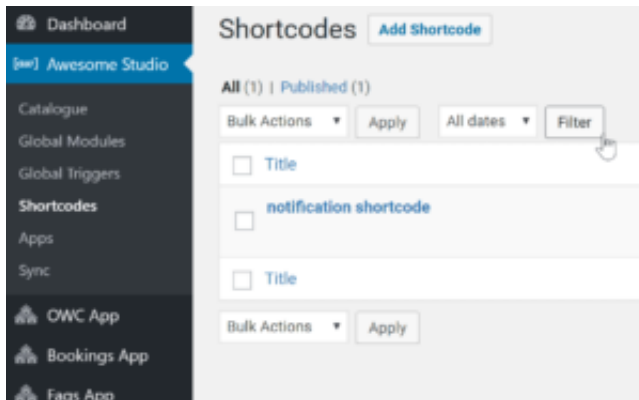 Dashboard
Awesome Studio
Catalogue
Global Modules
Global Triggers
Shortcodes
Apps
Sync
OWC App
Bookings App
Faqs App
Shortcodes Add Shortcode
All (1) | Published (1)
Bulk Actions Apply All dates Filter
Title
notification shortcode
Title
Bulk Actions Apply